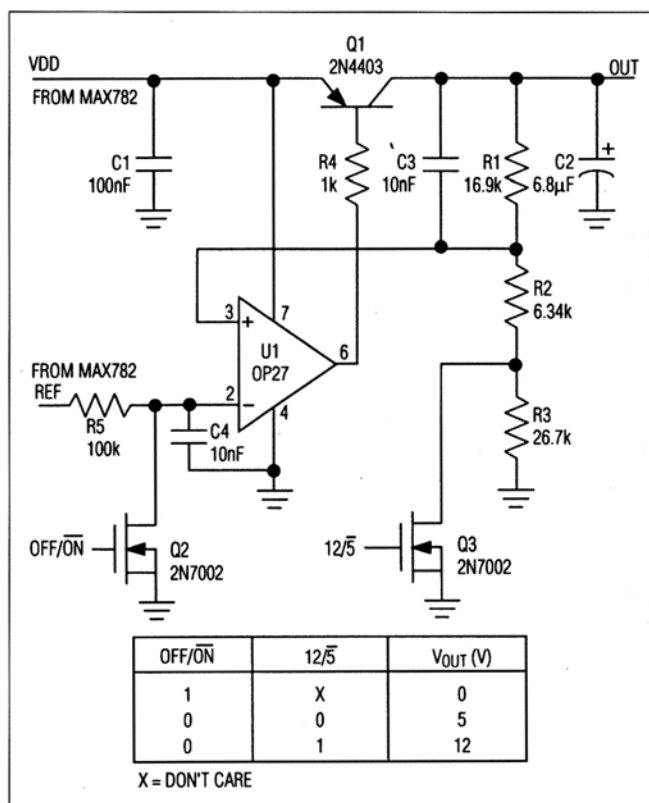 Q1
2N4403
VDD
OUT
FROM MAX782
C1
100nF
R4
1k
C3
10nF
R1
16.9k
C2
6.8µF
+
R2
6.34k
3
+
7
U1
OP27
6
FROM MAX782
REF
2
−
4
R5
100k
C4
10nF
R3
26.7k
OFF/O̅N̅
Q2
2N7002
12/5̅
Q3
2N7002
OFF/O̅N̅ 12/5̅ VOUT (V)
1 X 0
0 0 5
0 1 12
X = DON'T CARE